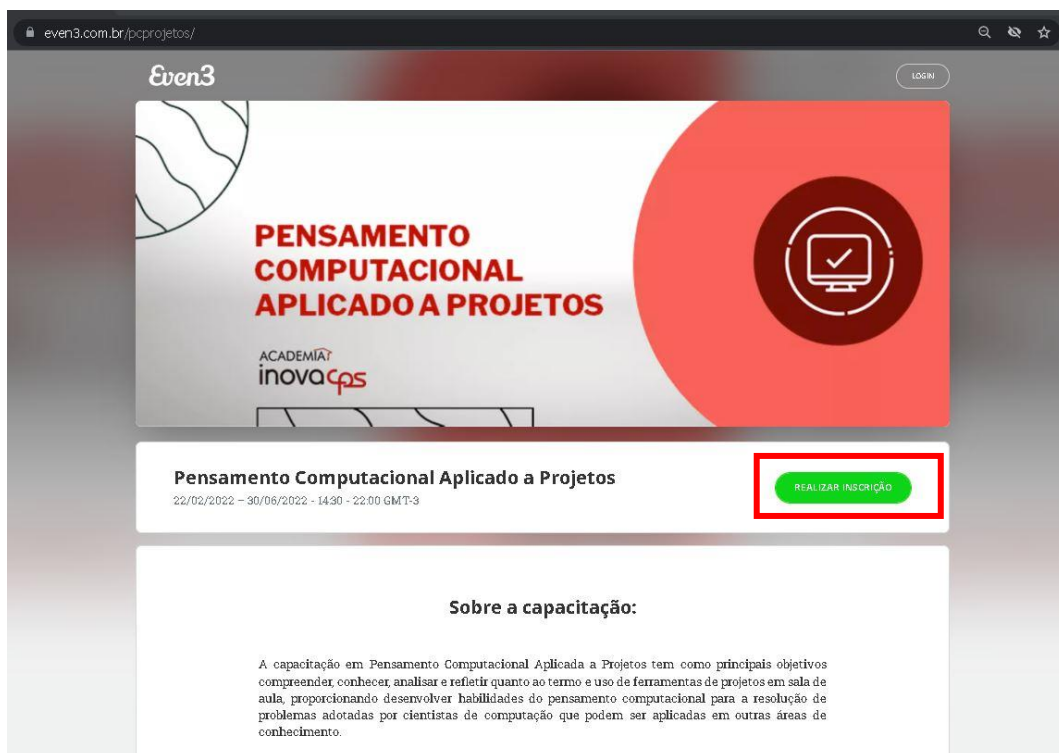 even3.com.br/pcprojetos/
Even3
LOGIN
PENSAMENTO
COMPUTACIONAL
APLICADO A PROJETOS
ACADEMIA
inovacps
Pensamento Computacional Aplicado a Projetos
22/02/2022 – 30/06/2022 - 14:30 - 22:00 GMT-3
REALIZAR INSCRIÇÃO
Sobre a capacitação:
A capacitação em Pensamento Computacional Aplicada a Projetos tem como principais objetivos
compreender, conhecer, analisar e refletir quanto ao termo e uso de ferramentas de projetos em sala de
aula, proporcionando desenvolver habilidades do pensamento computacional para a resolução de
problemas adotadas por cientistas de computação que podem ser aplicadas em outras áreas de
conhecimento.